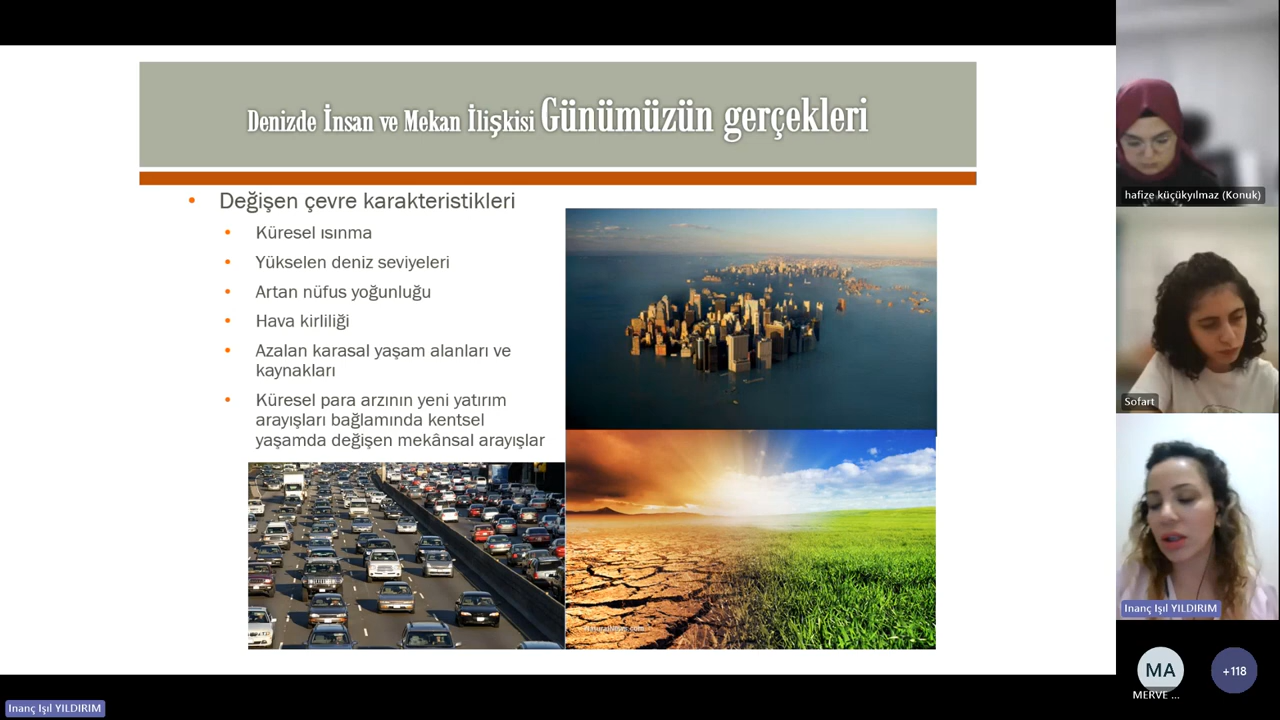 Denizde İnsan ve Mekan İlişkisi Günümüzün gerçekleri
• Değişen çevre karakteristikleri
• Küresel ısınma
• Yükselen deniz seviyeleri
• Artan nüfus yoğunluğu
• Hava kirliliği
• Azalan karasal yaşam alanları ve
kaynakları
• Küresel para arzının yeni yatırım
arayışları bağlamında kentsel
yaşamda değişen mekânsal arayışlar
hafize küçükyılmaz (Konuk)
Sofart
Inanç Işıl YILDIRIM
MA
MERVE ...
+118
Inanç Işıl YILDIRIM